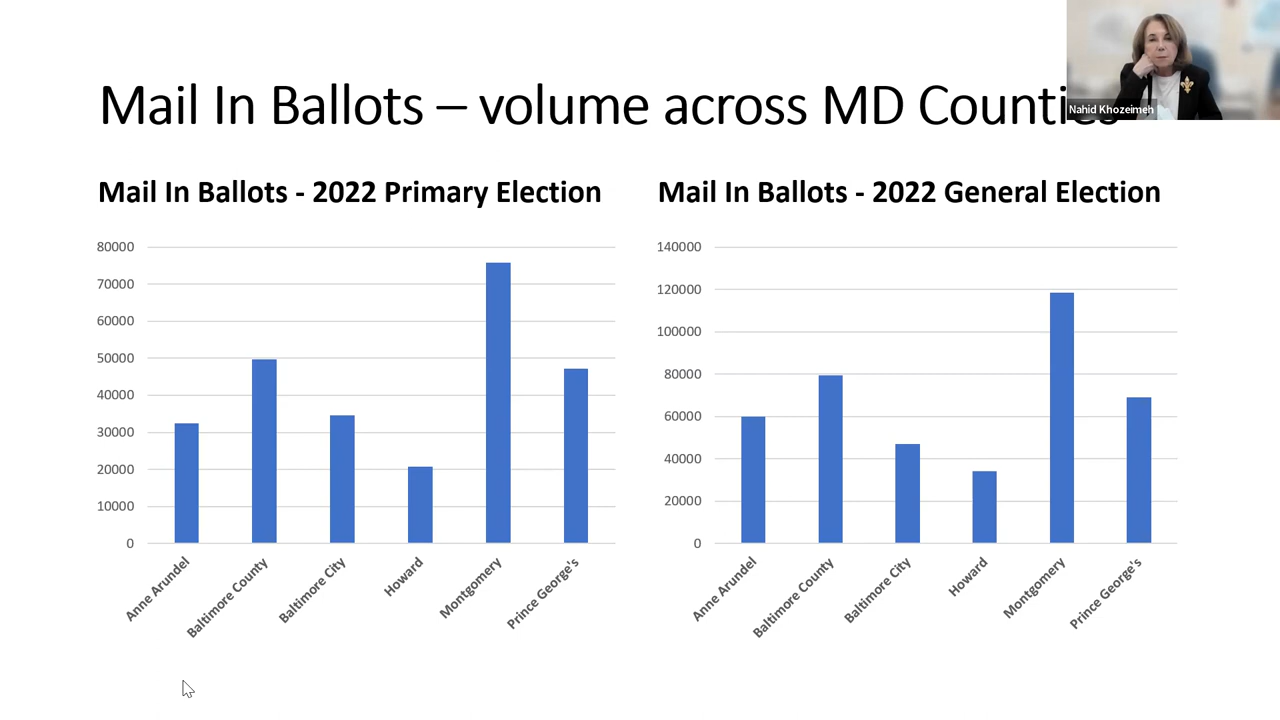 Mail In Ballots – volume across MD Counties
Nahid Khozeimeh
Mail In Ballots - 2022 Primary Election
80000
70000
60000
50000
40000
30000
20000
10000
0
Anne Arundel
Baltimore County
Baltimore City
Howard
Montgomery
Prince George's
Mail In Ballots - 2022 General Election
140000
120000
100000
80000
60000
40000
20000
0
Anne Arundel
Baltimore County
Baltimore City
Howard
Montgomery
Prince George's